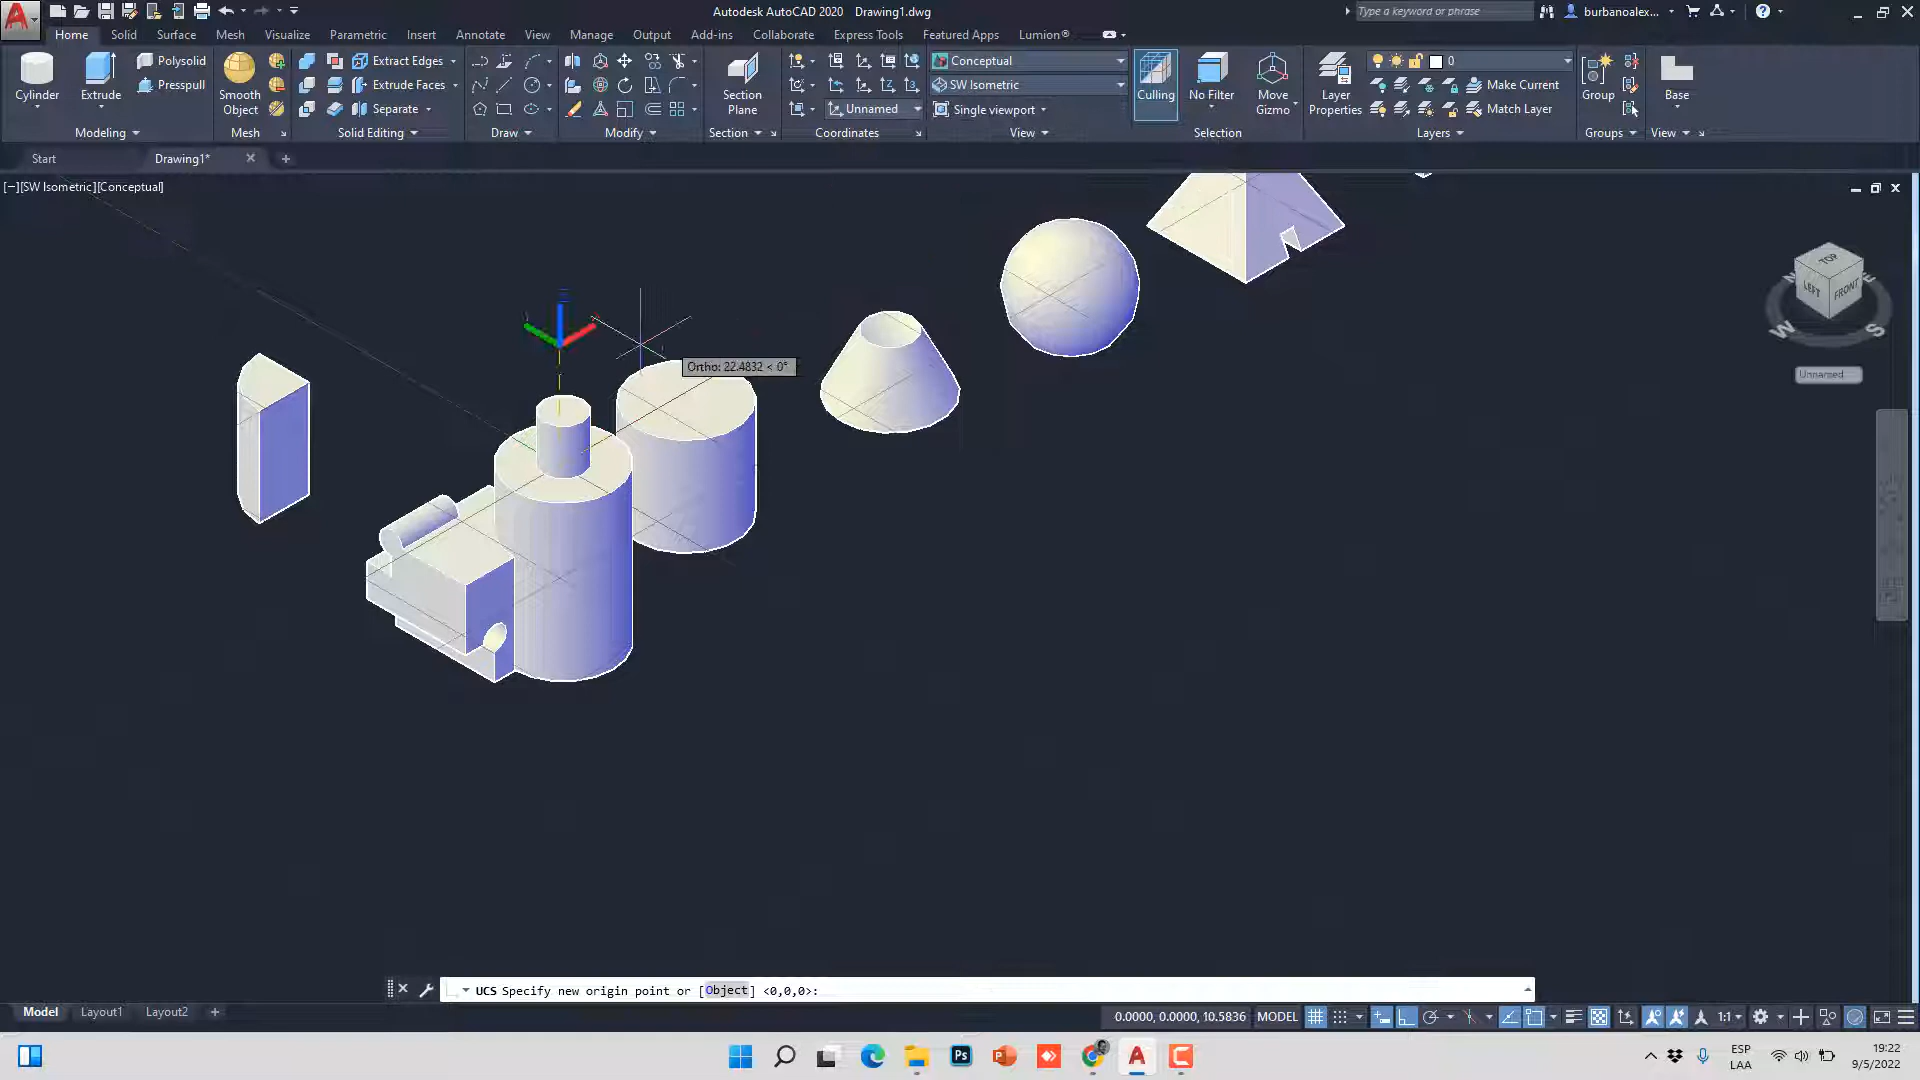 Autodesk AutoCAD 2020 Drawing1.dwg
Type a keyword or phrase
burbanoalex...
Home Solid Surface Mesh Visualize Parametric Insert Annotate View Manage Output Add-ins Collaborate Express Tools Featured Apps Lumion®
Polysolid
Presspull
Extract Edges
Extrude Faces
Separate
Cylinder
Extrude
Smooth
Object
Section
Plane
Conceptual
SW Isometric
Unnamed
Single viewport
Culling
No Filter
Move
Gizmo
Layer
Properties
0
Make Current
Match Layer
Group
Base
Modeling
Mesh
Solid Editing
Draw
Modify
Section
Coordinates
View
Selection
Layers
Groups
View
Start
Drawing1*
[−][SW Isometric][Conceptual]
TOP
LEFT
FRONT
W
S
Unnamed
Ortho: 22.4832 < 0°
UCS Specify new origin point or [Object] <0,0,0>:
Model Layout1 Layout2
0.0000, 0.0000, 10.5836 MODEL
1:1
Ps
ESP
LAA
19:22
9/5/2022